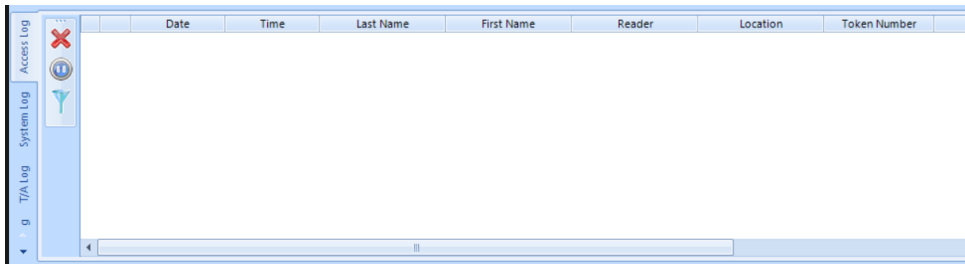 Date Time Last Name First Name Reader Location Token Number
Access Log
System Log
T/A Log
g